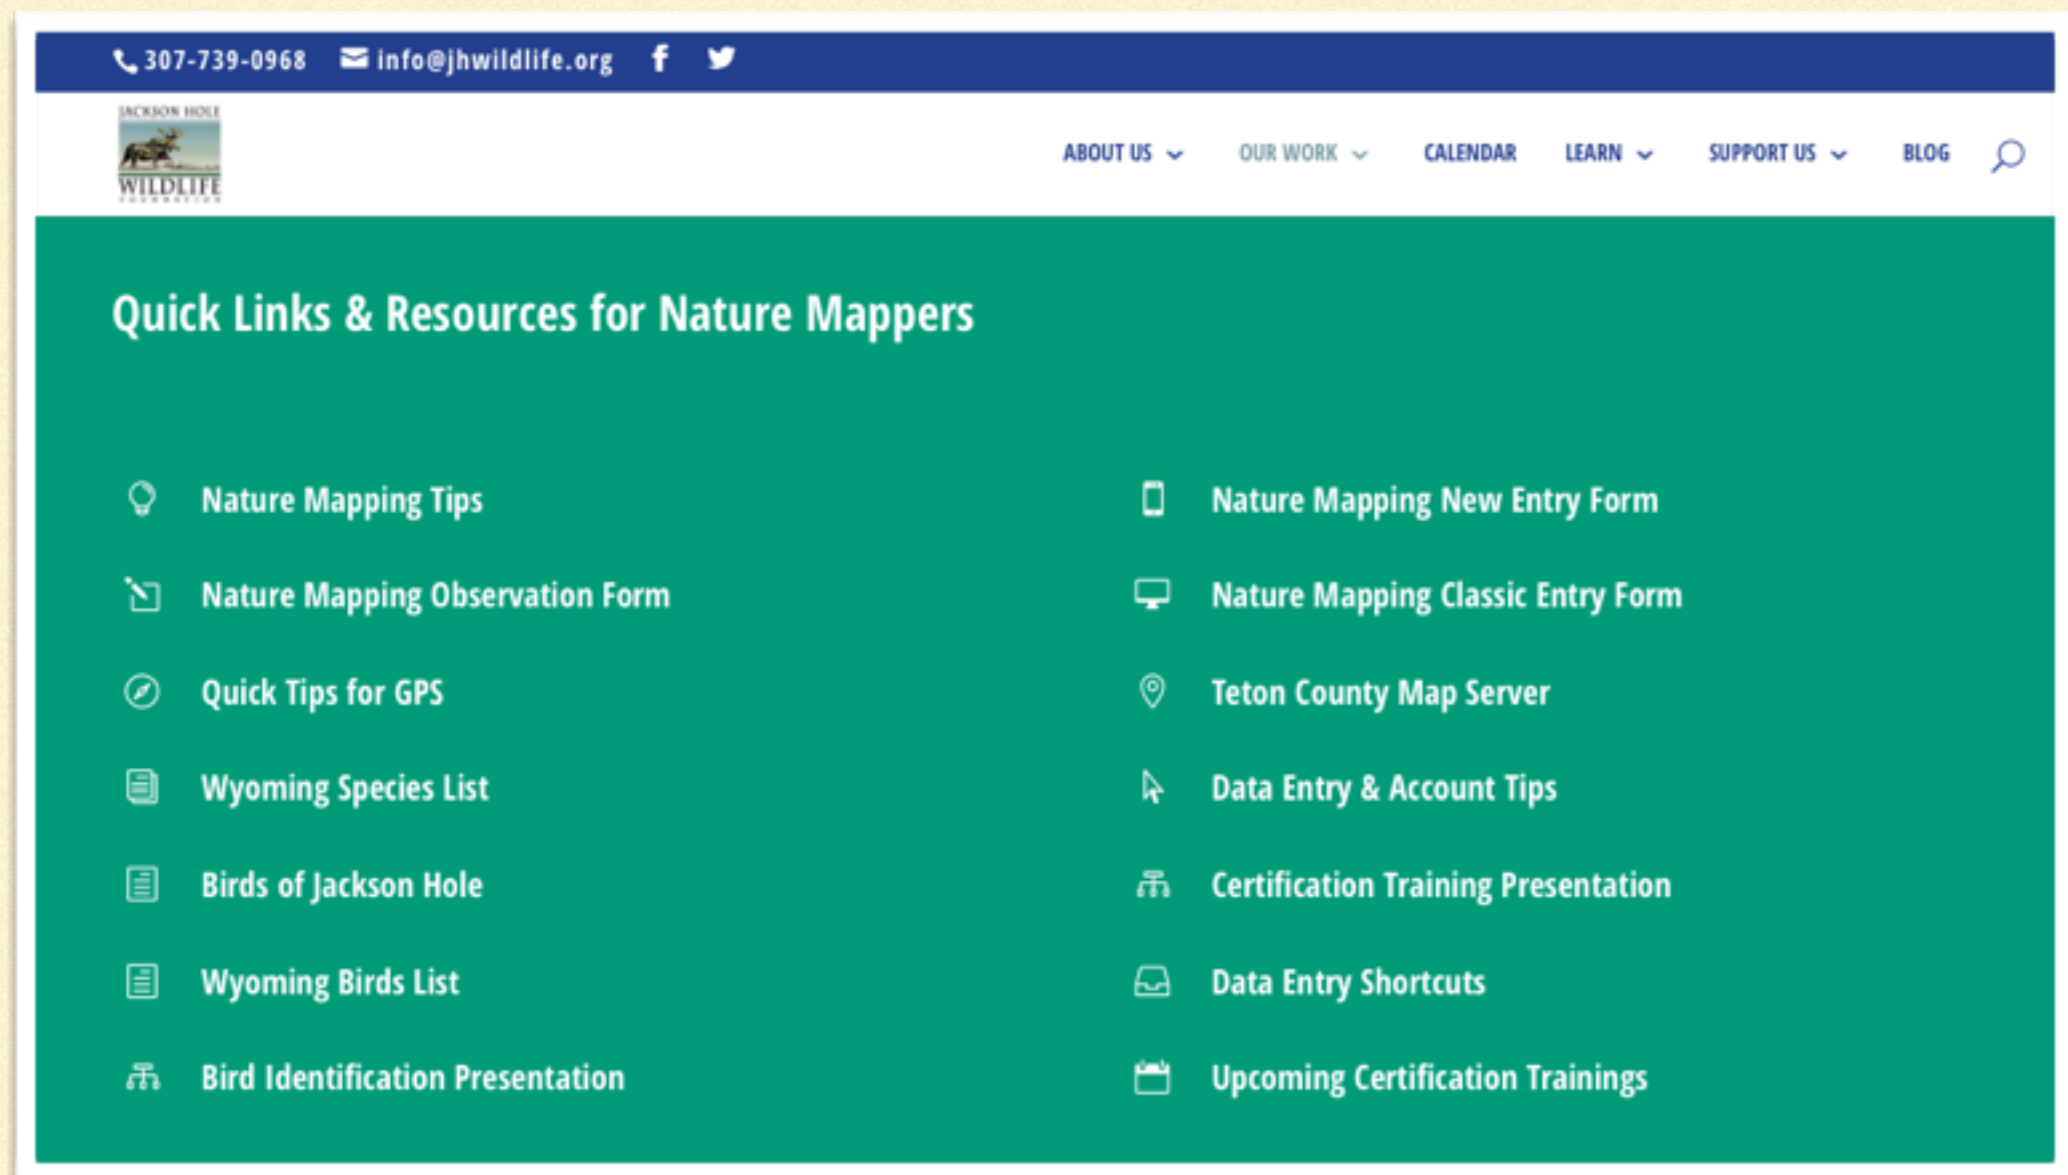 307-739-0968 info@jhwildlife.org
JACKSON HOLE
WILDLIFE
FOUNDATION
ABOUT US OUR WORK CALENDAR LEARN SUPPORT US BLOG
Quick Links & Resources for Nature Mappers
Nature Mapping Tips
Nature Mapping Observation Form
Quick Tips for GPS
Wyoming Species List
Birds of Jackson Hole
Wyoming Birds List
Bird Identification Presentation
Nature Mapping New Entry Form
Nature Mapping Classic Entry Form
Teton County Map Server
Data Entry & Account Tips
Certification Training Presentation
Data Entry Shortcuts
Upcoming Certification Trainings